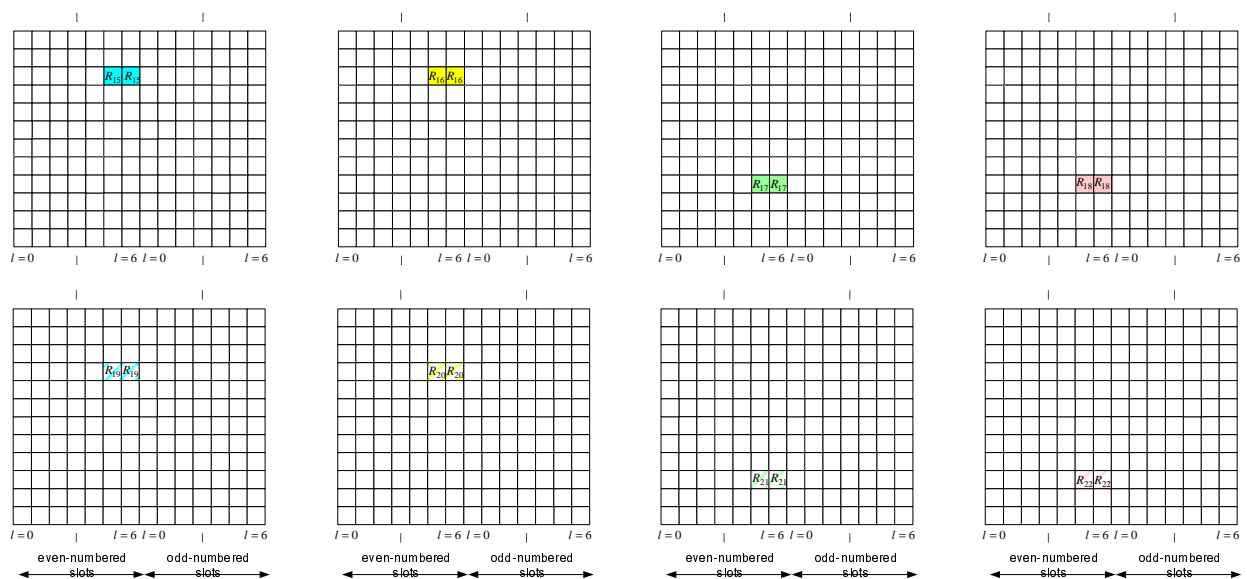 R15 R15 R16 R16
R17 R17 R18 R18
l = 0 l = 6 l = 0 l = 6 l = 0 l = 6 l = 0 l = 6 l = 0 l = 6 l = 0 l = 6 l = 0 l = 6 l = 0 l = 6
R19 R19 R20 R20
R21 R21 R22 R22
l = 0 l = 6 l = 0 l = 6 l = 0 l = 6 l = 0 l = 6 l = 0 l = 6 l = 0 l = 6 l = 0 l = 6 l = 0 l = 6
even-numbered odd-numbered even-numbered odd-numbered even-numbered odd-numbered even-numbered odd-numbered
slots slots slots slots slots slots slots slots